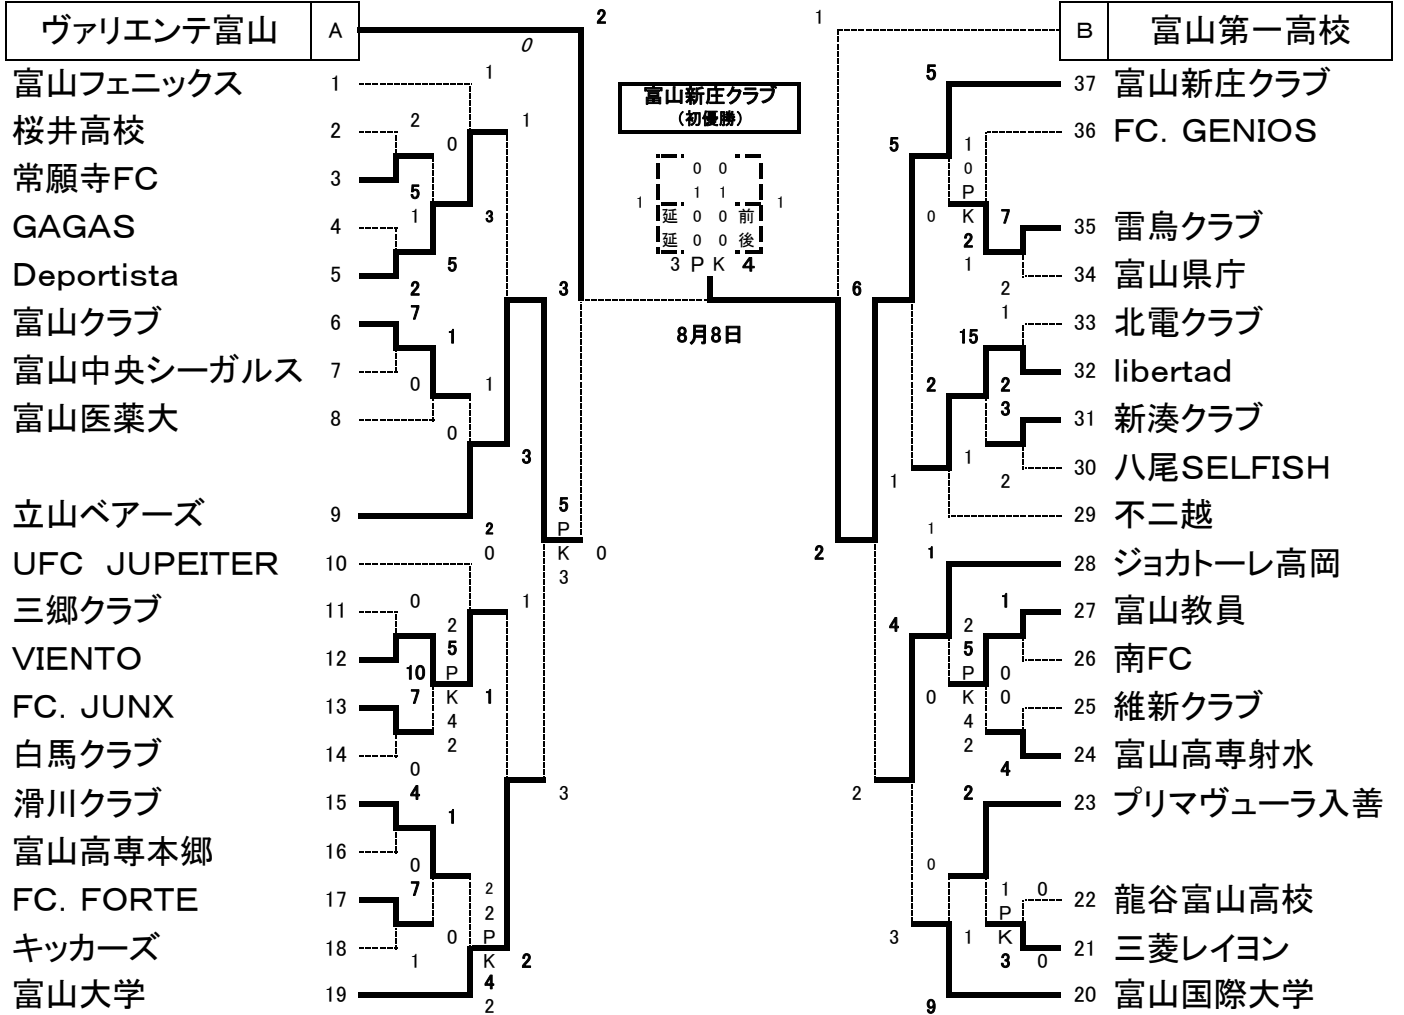 ヴァリエンテ富山 A
富山フェニックス 1
桜井高校 2
常願寺FC 3
GAGAS 4
Deportista 5
富山クラブ 6
富山中央シーガルス 7
富山医薬大 8
立山ベアーズ 9
UFC JUPEITER 10
三郷クラブ 11
VIENTO 12
FC. JUNX 13
白馬クラブ 14
滑川クラブ 15
富山高専本郷 16
FC. FORTE 17
キッカーズ 18
富山大学 19
2
0
1
2 0 1
5 1 3
5
2
7 1
0 1
0
3
2
3
5
P
K
3
0
0
0 1
2
10 5
P
7 K 1
4
0 2
4 1
0
7 2
2
0 P
K
1 4 2
2
3
富山新庄クラブ
(初優勝)
0 0
1 1 1 1
延 0 0 前
延 0 0 後
3 P K 4
8月8日
1
5
5 1
0
P
0 K 7
2
1
2
6
1
15
2 2
3
1
1 2
1
2
1
4 2 1
5
P 0
0 K 0
4
2
4
2
2
0
1 0
P
K
3 1 3 0
9
B 富山第一高校
37 富山新庄クラブ
36 FC. GENIOS
35 雷鳥クラブ
34 富山県庁
33 北電クラブ
32 libertad
31 新湊クラブ
30 八尾SELFISH
29 不二越
28 ジョカトーレ高岡
27 富山教員
26 南FC
25 維新クラブ
24 富山高専射水
23 プリマヴューラ入善
22 龍谷富山高校
21 三菱レイヨン
20 富山国際大学